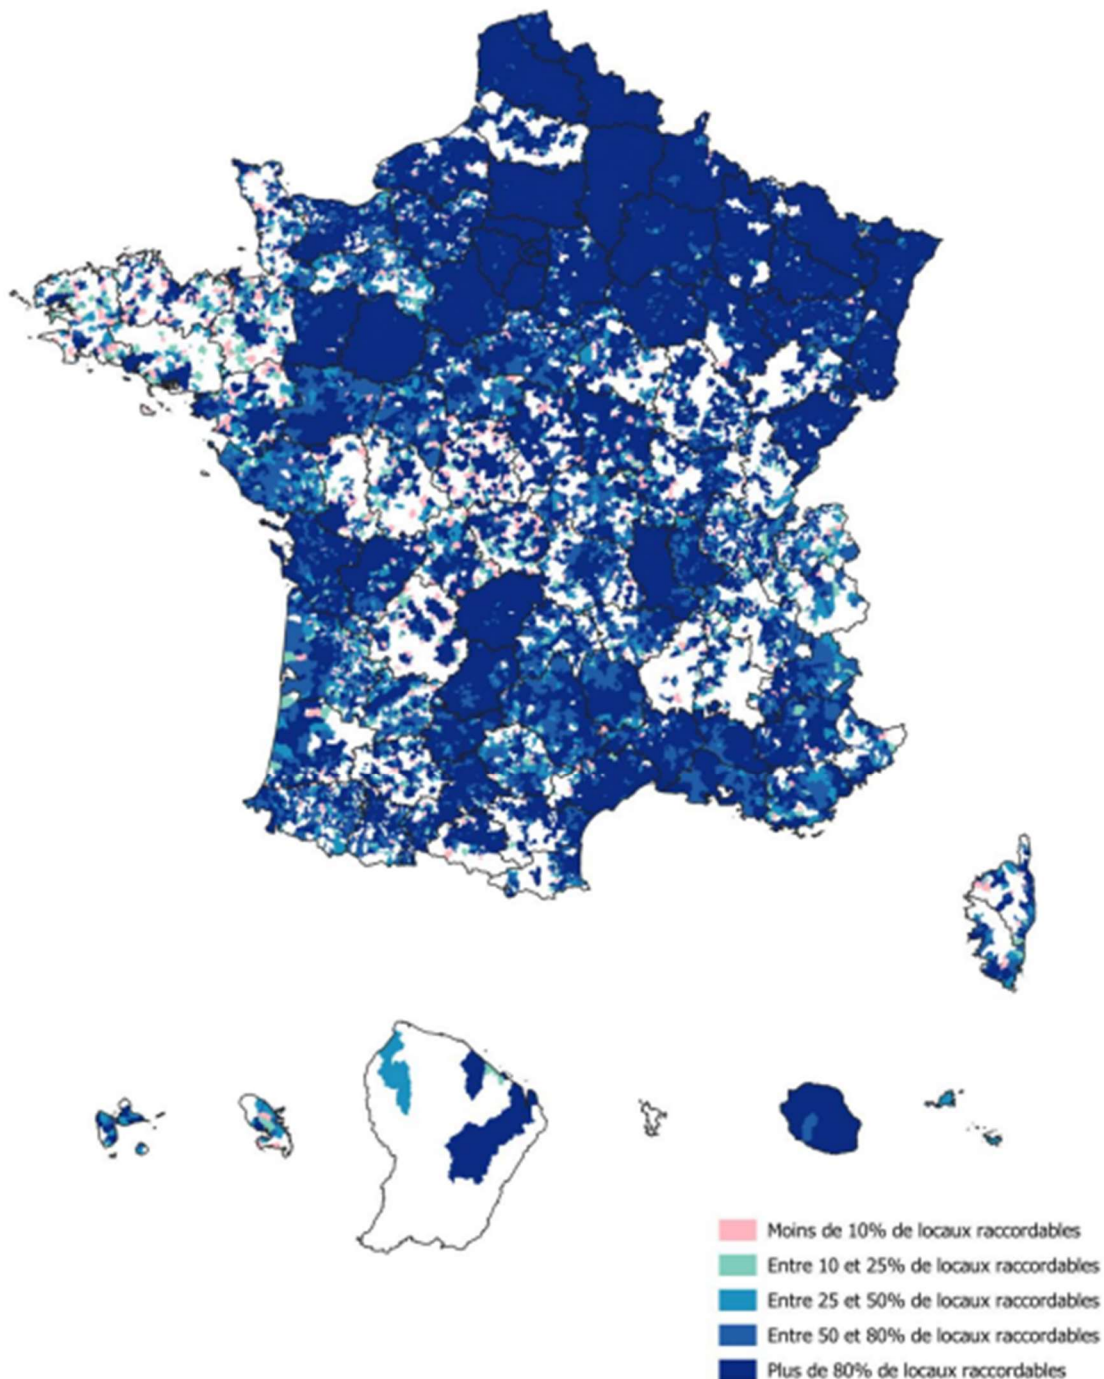 Moins de 10% de locaux raccordables
Entre 10 et 25% de locaux raccordables
Entre 25 et 50% de locaux raccordables
Entre 50 et 80% de locaux raccordables
Plus de 80% de locaux raccordables